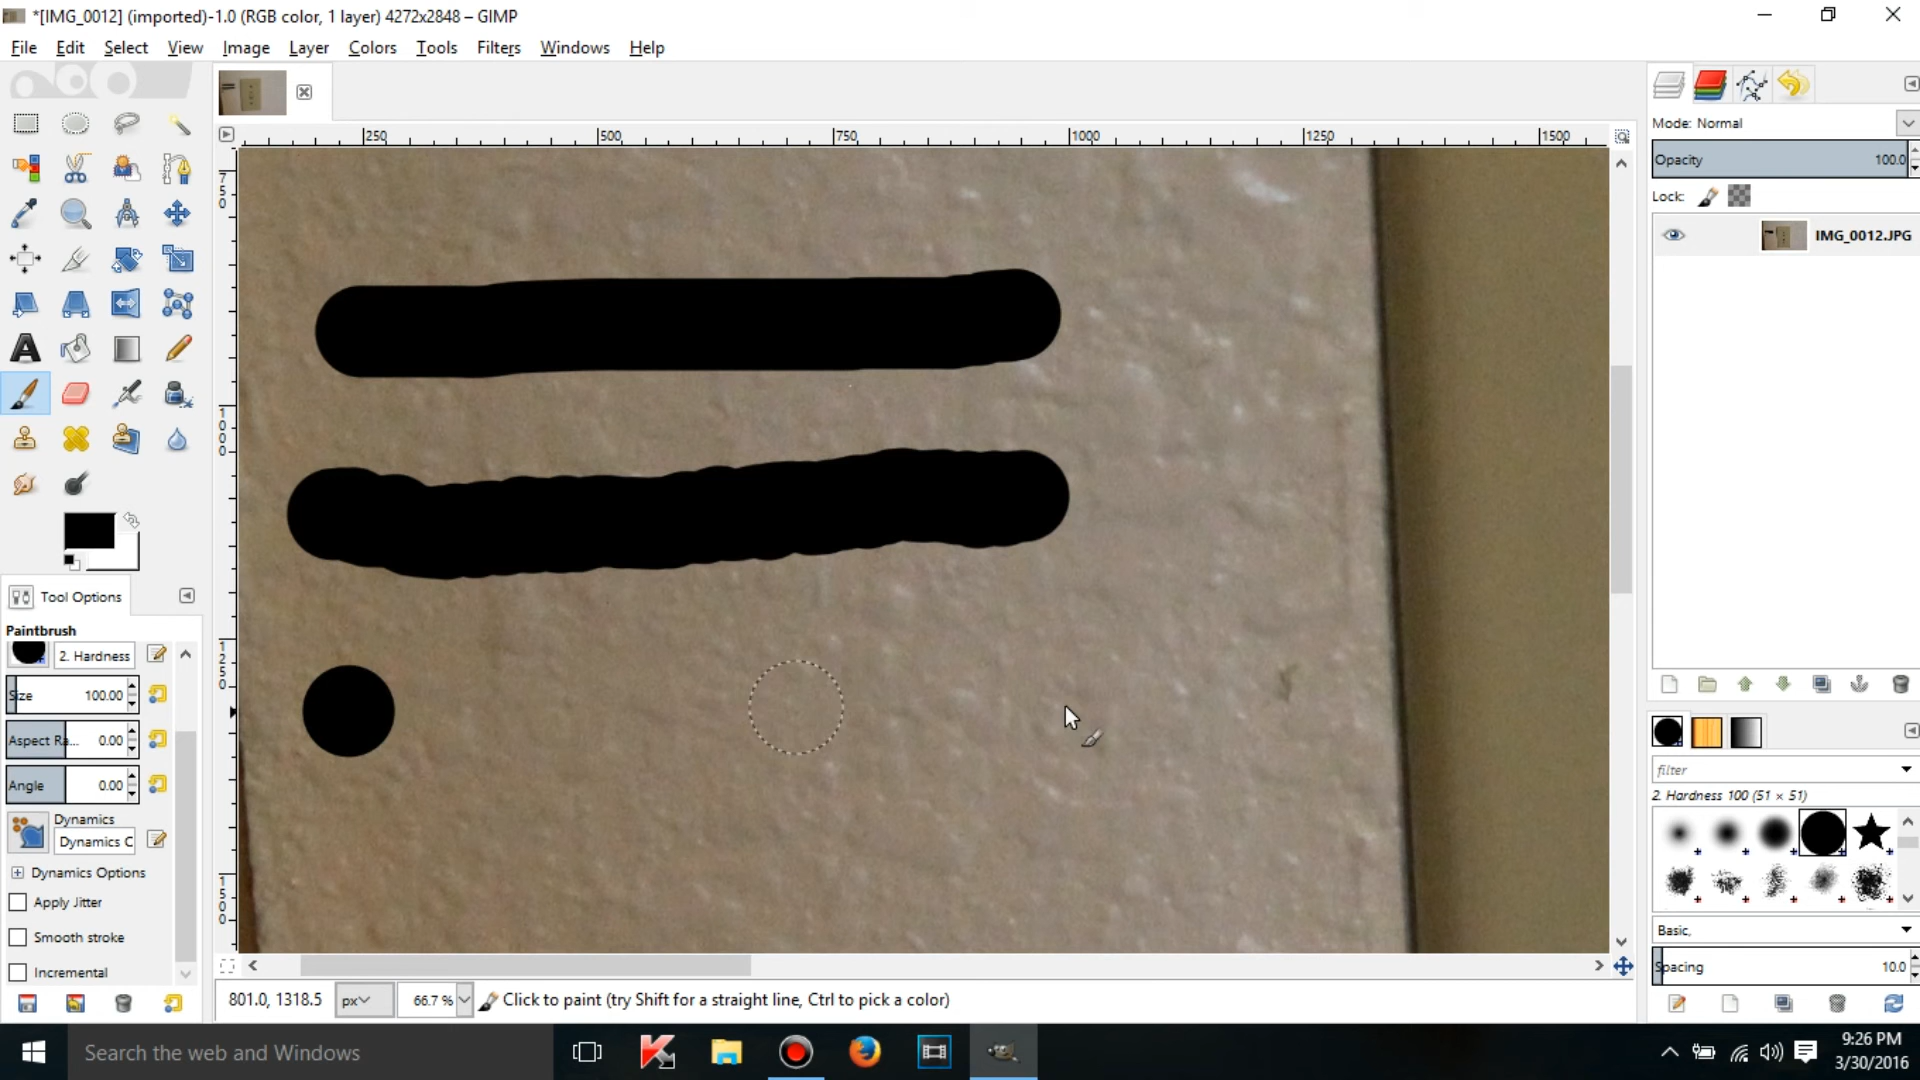 *[IMG_0012] (imported)-1.0 (RGB color, 1 layer) 4272x2848 – GIMP
File Edit Select View Image Layer Colors Tools Filters Windows Help
250 500 750 1000 1250 1500
750
1000
1250
1500
Tool Options
Paintbrush
2. Hardness
Size 100.00
Aspect Ra... 0.00
Angle 0.00
Dynamics
Dynamics C
Dynamics Options
Apply Jitter
Smooth stroke
Incremental
801.0, 1318.5 px 66.7 % Click to paint (try Shift for a straight line, Ctrl to pick a color)
Mode: Normal
Opacity 100.0
Lock:
IMG_0012.JPG
filter
2. Hardness 100 (51 × 51)
Basic,
Spacing 10.0
Search the web and Windows
9:26 PM
3/30/2016